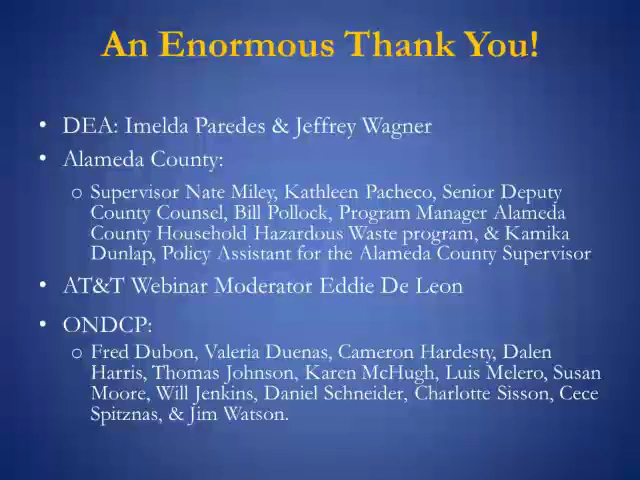 An Enormous Thank You!
• DEA: Imelda Paredes & Jeffrey Wagner
• Alameda County:
o Supervisor Nate Miley, Kathleen Pacheco, Senior Deputy
County Counsel, Bill Pollock, Program Manager Alameda
County Household Hazardous Waste program, & Kamika
Dunlap, Policy Assistant for the Alameda County Supervisor
• AT&T Webinar Moderator Eddie De Leon
• ONDCP:
o Fred Dubon, Valeria Duenas, Cameron Hardesty, Dalen
Harris, Thomas Johnson, Karen McHugh, Luis Melero, Susan
Moore, Will Jenkins, Daniel Schneider, Charlotte Sisson, Cece
Spitznas, & Jim Watson.